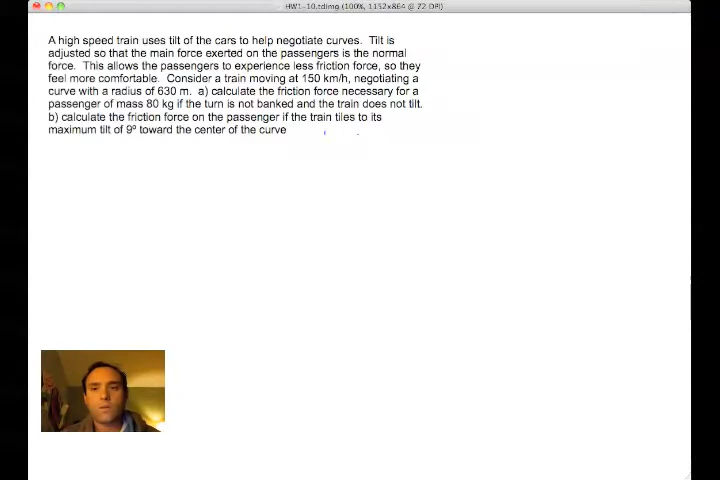 HW1-10.tdimg (100%, 1152x864 @ 72 DPI)
A high speed train uses tilt of the cars to help negotiate curves. Tilt is
adjusted so that the main force exerted on the passengers is the normal
force. This allows the passengers to experience less friction force, so they
feel more comfortable. Consider a train moving at 150 km/h, negotiating a
curve with a radius of 630 m. a) calculate the friction force necessary for a
passenger of mass 80 kg if the turn is not banked and the train does not tilt.
b) calculate the friction force on the passenger if the train tiles to its
maximum tilt of 9º toward the center of the curve